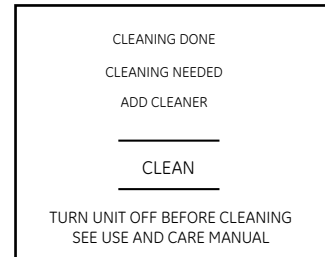 CLEANING DONE
CLEANING NEEDED
ADD CLEANER
CLEAN
TURN UNIT OFF BEFORE CLEANING
SEE USE AND CARE MANUAL